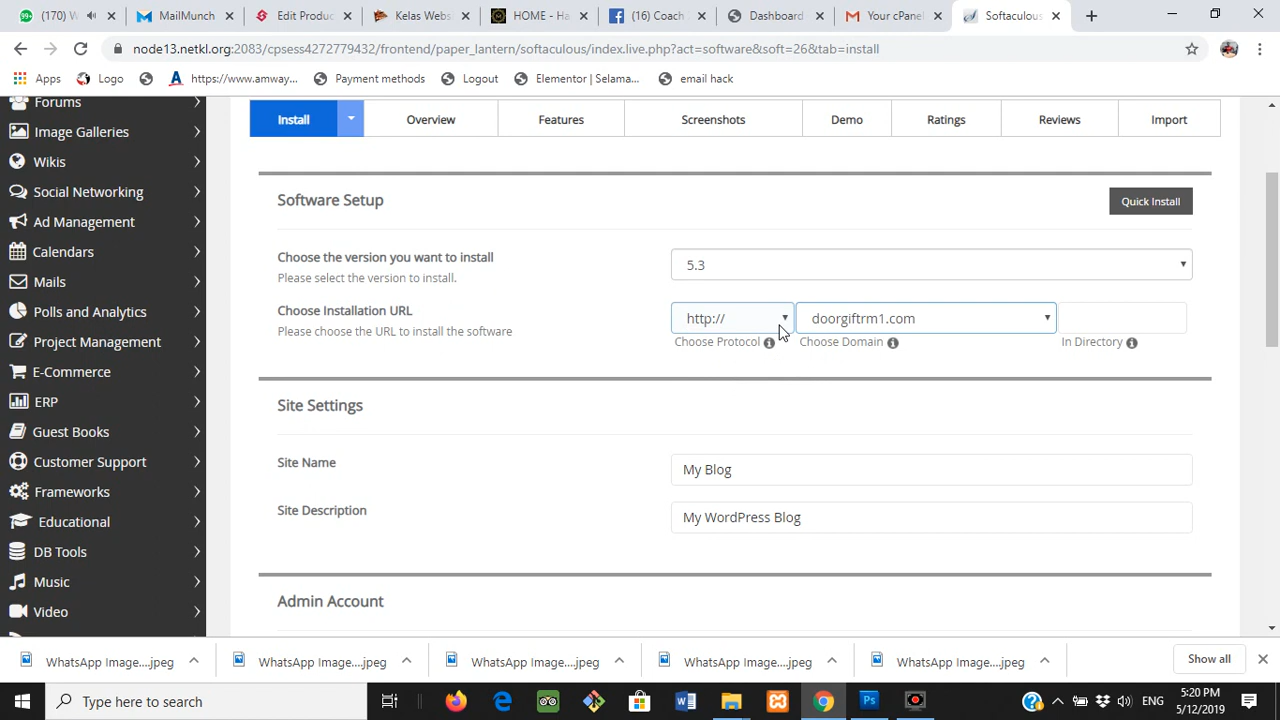 (170) W
MailMunch
Edit Produc
Kelas Webs
HOME - Ha
(16) Coach
Dashboard
Your cPane
Softaculous
node13.netkl.org:2083/cpsess4272779432/frontend/paper_lantern/softaculous/index.live.php?act=software&soft=26&tab=install
Apps
Logo
https://www.amway...
Payment methods
Logout
Elementor | Selama...
email hack
Forums
Image Galleries
Wikis
Social Networking
Ad Management
Calendars
Mails
Polls and Analytics
Project Management
E-Commerce
ERP
Guest Books
Customer Support
Frameworks
Educational
DB Tools
Music
Video
Install
Overview
Features
Screenshots
Demo
Ratings
Reviews
Import
Software Setup
Quick Install
Choose the version you want to install
Please select the version to install.
5.3
Choose Installation URL
Please choose the URL to install the software
http://
doorgiftrm1.com
Choose Protocol
Choose Domain
In Directory
Site Settings
Site Name
My Blog
Site Description
My WordPress Blog
Admin Account
WhatsApp Image....jpeg
WhatsApp Image....jpeg
WhatsApp Image....jpeg
WhatsApp Image....jpeg
WhatsApp Image....jpeg
Show all
Type here to search
ENG
5:20 PM
5/12/2019